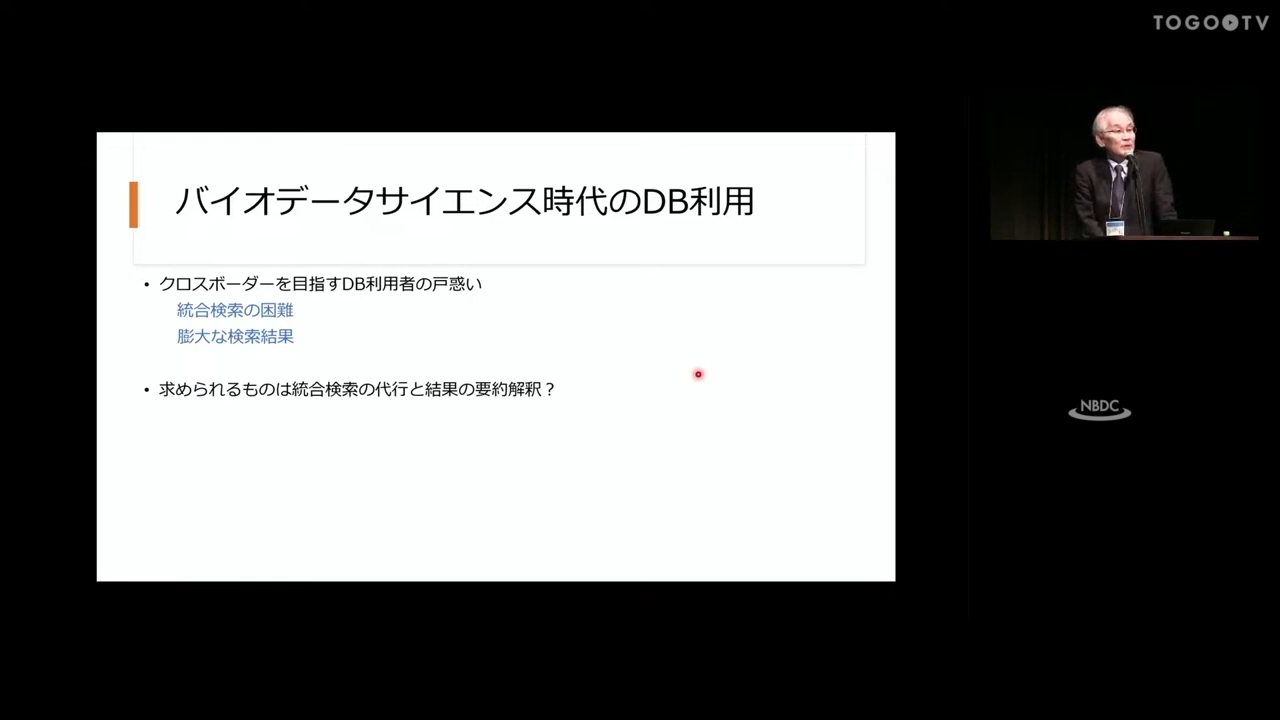 TOGOTV
バイオデータサイエンス時代のDB利用
• クロスボーダーを目指すDB利用者の戸惑い
統合検索の困難
膨大な検索結果
• 求められるものは統合検索の代行と結果の要約解釈？
NBDC